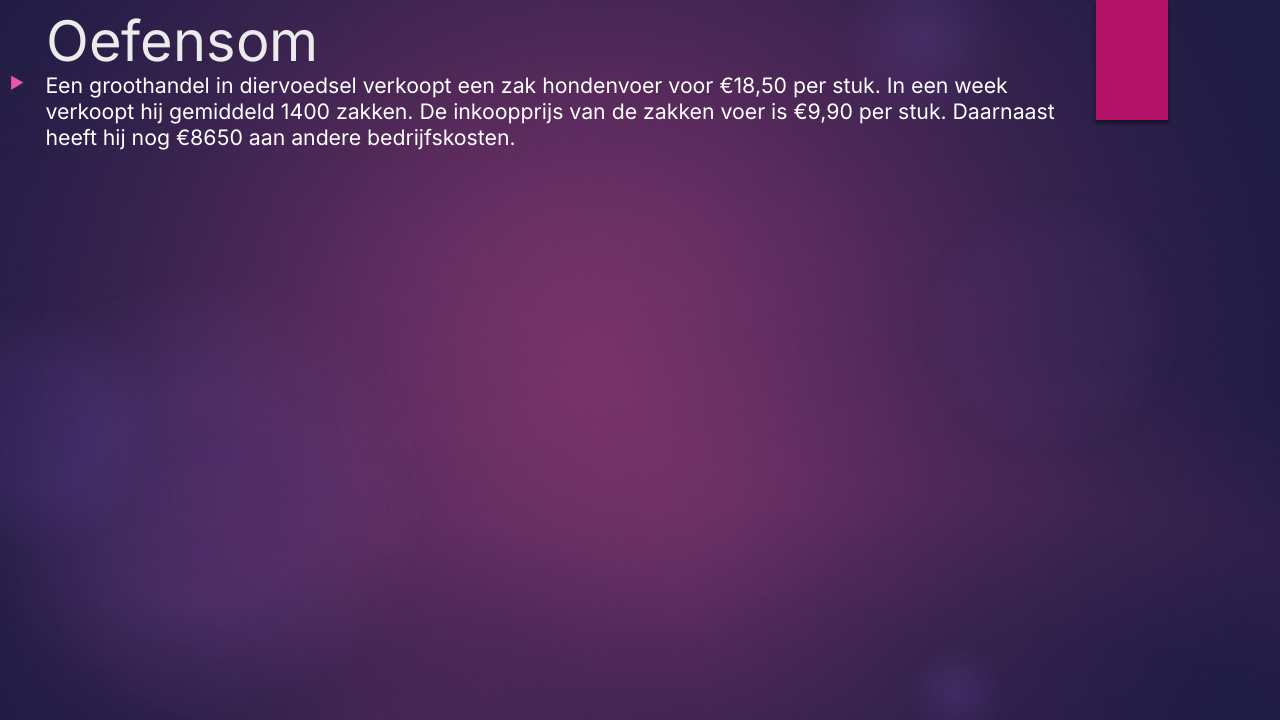 Oefensom
Een groothandel in diervoedsel verkoopt een zak hondenvoer voor €18,50 per stuk. In een week
verkoopt hij gemiddeld 1400 zakken. De inkoopprijs van de zakken voer is €9,90 per stuk. Daarnaast
heeft hij nog €8650 aan andere bedrijfskosten.